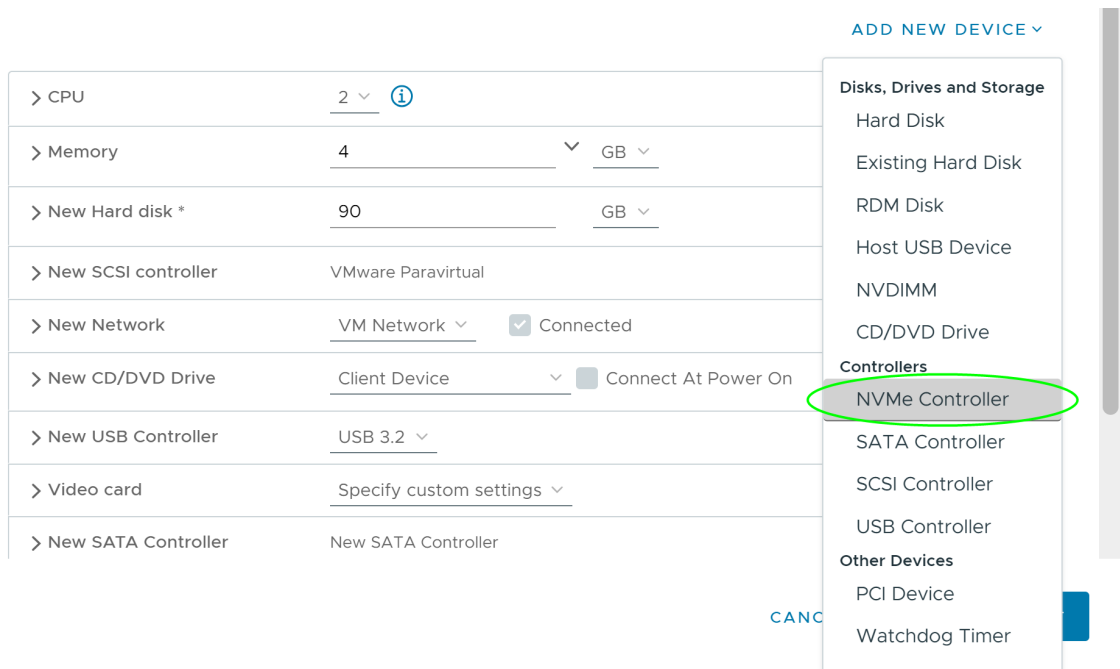 ADD NEW DEVICE
CPU 2
Memory 4 GB
New Hard disk * 90 GB
New SCSI controller VMware Paravirtual
New Network VM Network Connected
New CD/DVD Drive Client Device Connect At Power On
New USB Controller USB 3.2
Video card Specify custom settings
New SATA Controller New SATA Controller
Disks, Drives and Storage
Hard Disk
Existing Hard Disk
RDM Disk
Host USB Device
NVDIMM
CD/DVD Drive
Controllers
NVMe Controller
SATA Controller
SCSI Controller
USB Controller
Other Devices
PCI Device
Watchdog Timer
CANC